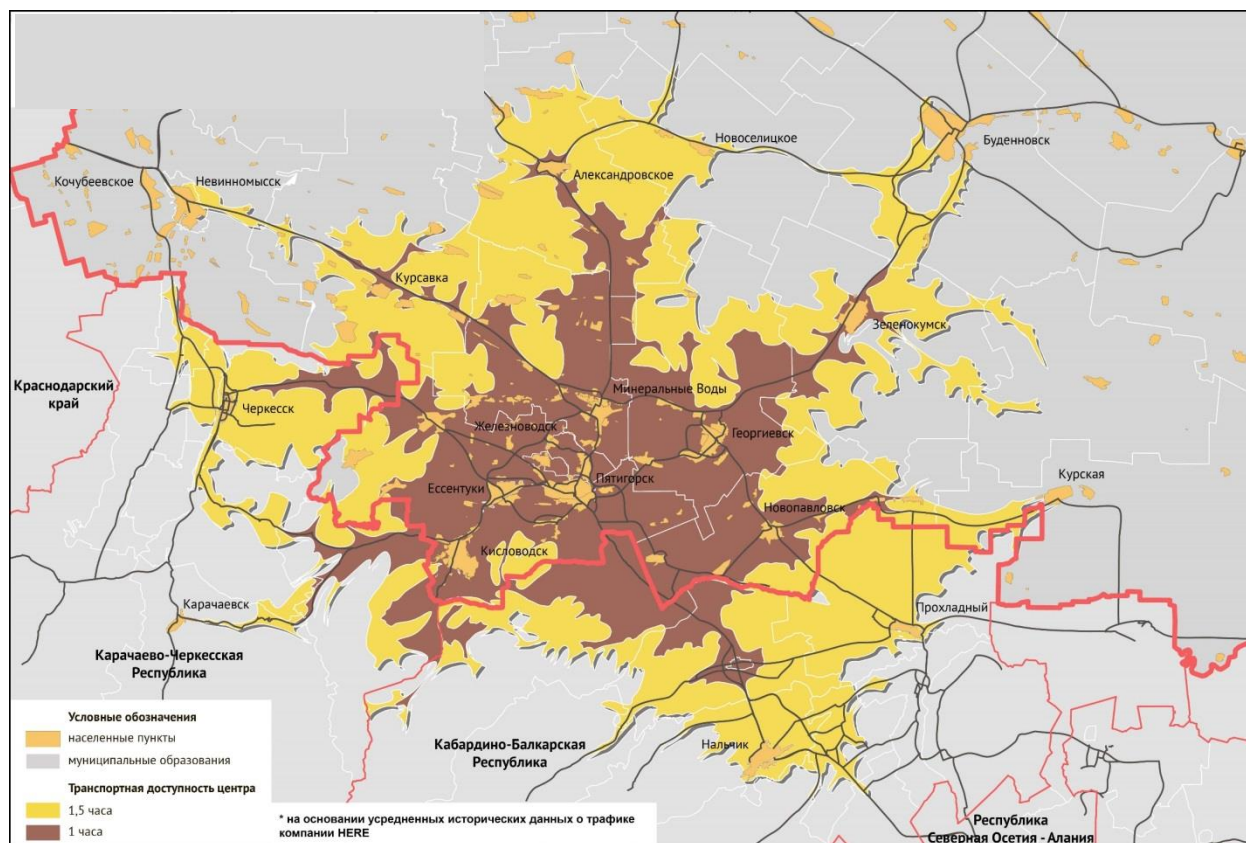 Новоселицкое
Буденновск
Александровское
Кочубеевское
Невинномысск
Курсавка
Зеленокумск
Краснодарский
край
Минеральные Воды
Черкесск
Железноводск
Георгиевск
Ессентуки
Пятигорск
Курская
Новопавловск
Кисловодск
Карачаевск
Прохладный
Карачаево-Черкесская
Республика
Кабардино-Балкарская
Республика
Нальчик
Республика
Северная Осетия - Алания
Условные обозначения
населенные пункты
муниципальные образования
Транспортная доступность центра
1,5 часа
1 часа
* на основании усредненных исторических данных о трафике
компании HERE